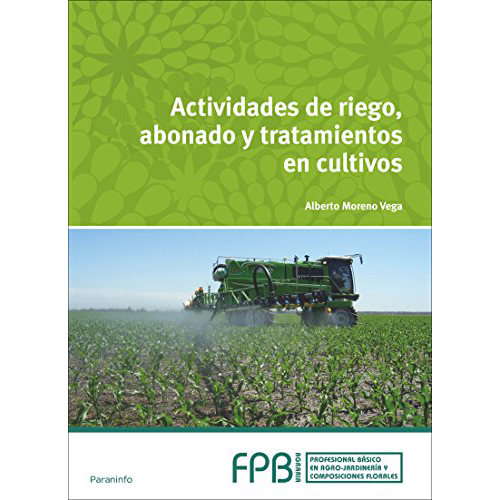 Actividades de riego,
abonado y tratamientos
en cultivos
Alberto Moreno Vega
Paraninfo
FPB
AGRARIA
PROFESIONAL BÁSICO
EN AGRO-JARDINERÍA Y
COMPOSICIONES FLORALES